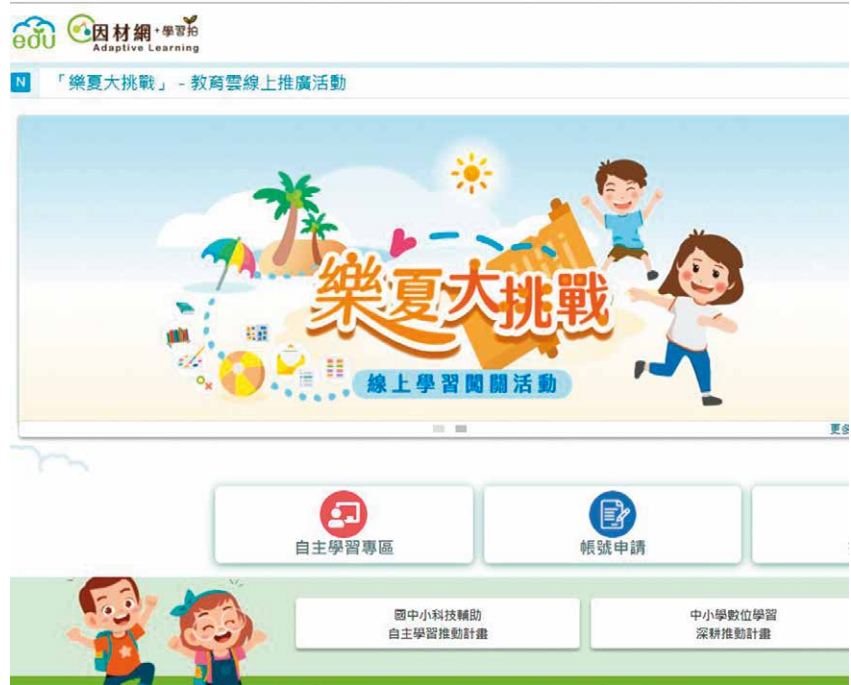 edu 因材網+學習拍
Adaptive Learning
N 「樂夏大挑戰」 - 教育雲線上推廣活動
樂夏大挑戰
線上學習闖關活動
更多
自主學習專區
帳號申請
國中小科技輔助
自主學習推動計畫
中小學數位學習
深耕推動計畫